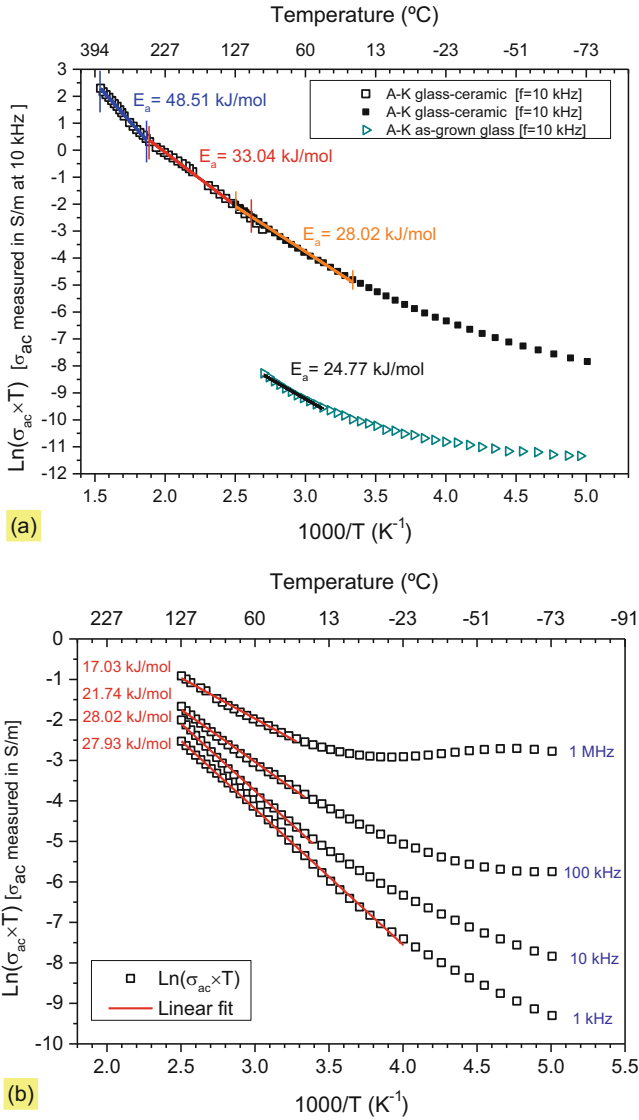 Temperature (ºC)
394 227 127 60 13 -23 -51 -73
3
2
1
0
-1
-2
-3
-4
-5
-6
-7
-8
-9
-10
-11
-12
Ln(σac×T) [σac measured in S/m at 10 kHz ]
□ A-K glass-ceramic [f=10 kHz]
■ A-K glass-ceramic [f=10 kHz]
▷ A-K as-grown glass [f=10 kHz]
Ea= 48.51 kJ/mol
Ea= 33.04 kJ/mol
Ea= 28.02 kJ/mol
Ea= 24.77 kJ/mol
1.5 2.0 2.5 3.0 3.5 4.0 4.5 5.0
1000/T (K-1)
(a)
Temperature (ºC)
227 127 60 13 -23 -51 -73 -91
0
-1
-2
-3
-4
-5
-6
-7
-8
-9
-10
Ln(σac×T) [σac measured in S/m]
17.03 kJ/mol
21.74 kJ/mol
28.02 kJ/mol
27.93 kJ/mol
1 MHz
100 kHz
10 kHz
1 kHz
□ Ln(σac×T)
Linear fit
2.0 2.5 3.0 3.5 4.0 4.5 5.0 5.5
1000/T (K-1)
(b)